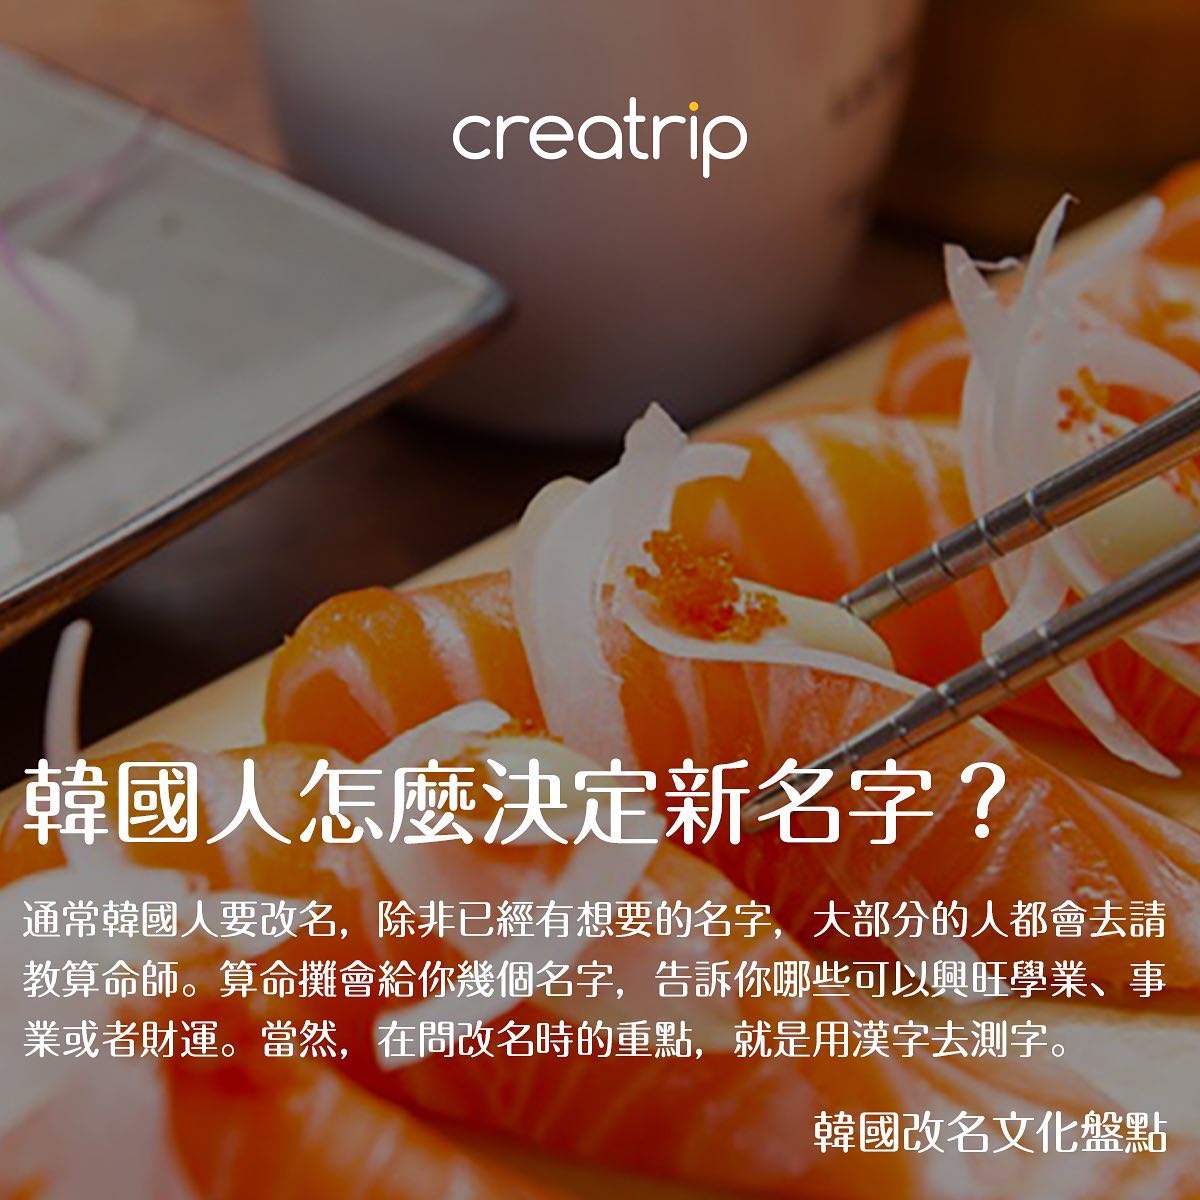 creatrip
韓國人怎麼決定新名字？
通常韓國人要改名，除非已經有想要的名字，大部分的人都會去請
教算命師。算命攤會給你幾個名字，告訴你哪些可以興旺學業、事
業或者財運。當然，在問改名時的重點，就是用漢字去測字。
韓國改名文化盤點